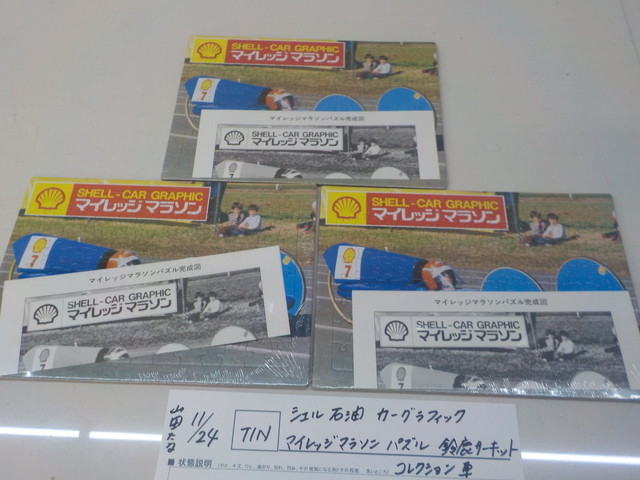 SHELL-CAR GRAPHIC
マイレッジ マラソン
7
マイレッジマラソンパズル完成図
SHELL-CAR GRAPHIC
マイレッジ マラソン
7
SHELL-CAR GRAPHIC
マイレッジ マラソン
7
マイレッジマラソンパズル完成図
SHELL-CAR GRAPHIC
マイレッジ マラソン
SHELL-CAR GRAPHIC
マイレッジ マラソン
7
マイレッジマラソンパズル完成図
SHELL-CAR GRAPHIC
マイレッジ マラソン
7
11/24
TIN
シェル 石油 カーグラフィック
マイレッジマラソン パズル 鈴鹿サーキット
コレクション 車
■ 状態説明